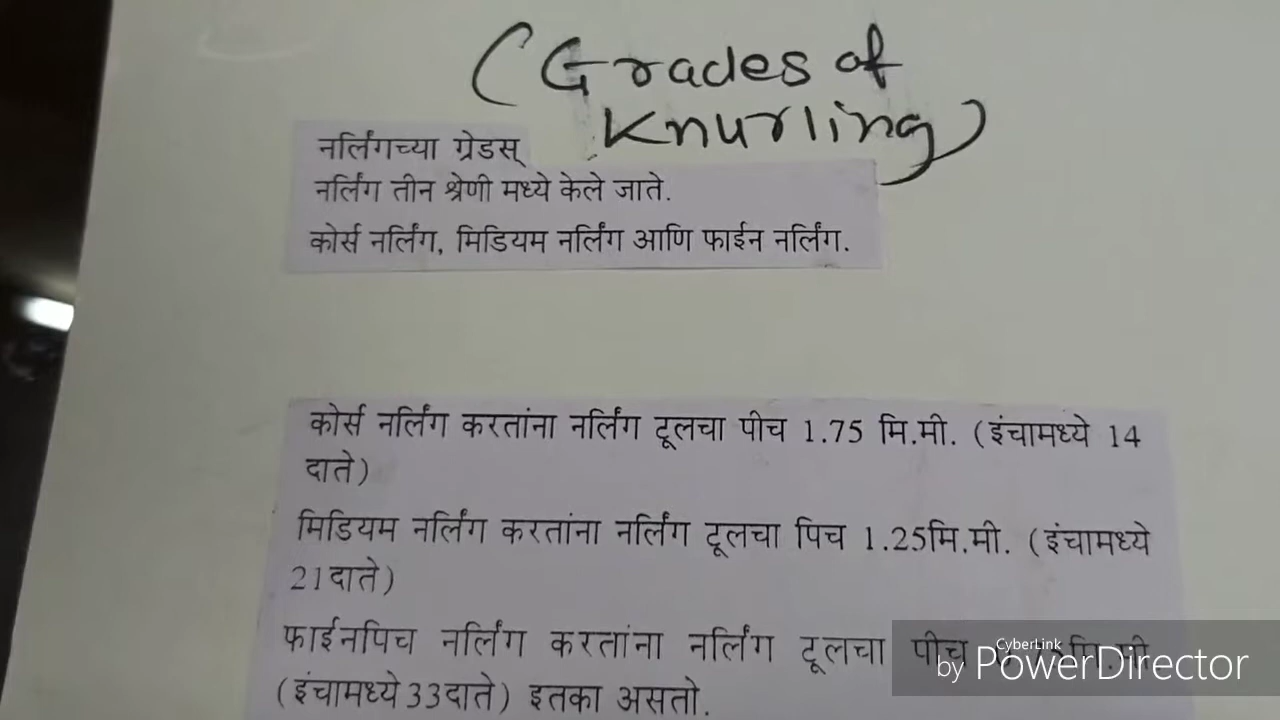 (Grades of
Knurling)
नर्लिंगच्या ग्रेडस्
नर्लिंग तीन श्रेणी मध्ये केले जाते.
कोर्स नर्लिंग, मिडियम नर्लिंग आणि फाईन नर्लिंग.
कोर्स नर्लिंग करतांना नर्लिंग टूलचा पीच 1.75 मि.मी. (इंचामध्ये 14
दाते)
मिडियम नर्लिंग करतांना नर्लिंग टूलचा पिच 1.25मि.मी. (इंचामध्ये
21दाते)
फाईनपिच नर्लिंग करतांना नर्लिंग टूलचा पीच मि.मी
(इंचामध्ये 33दाते) इतका असतो.
CyberLink
by PowerDirector